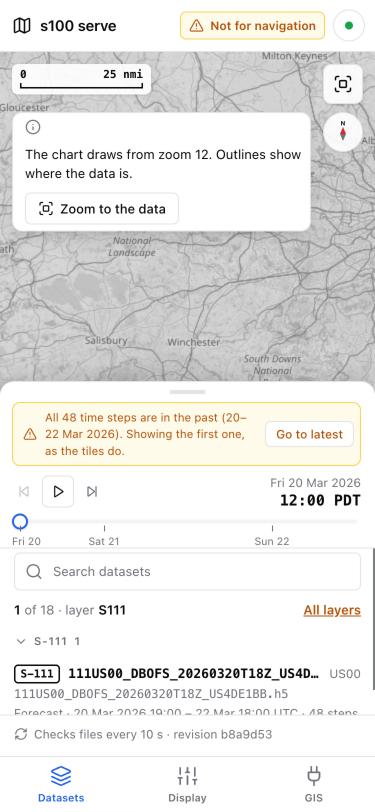 s100 serve
Not for navigation
Milton Keynes
0 25 nmi
Gloucester
N
The chart draws from zoom 12. Outlines show
where the data is.
Zoom to the data
National
Landscape
Salisbury
Winchester
South Downs
National
All 48 time steps are in the past (20–
22 Mar 2026). Showing the first one,
as the tiles do.
Go to latest
Fri 20 Mar 2026
12:00 PDT
Fri 20
Sat 21
Sun 22
Search datasets
1 of 18 · layer S111
All layers
S-111 1
S-111
111US00_DBOFS_20260320T18Z_US4D…
US00
111US00_DBOFS_20260320T18Z_US4DE1BB.h5
Forecast · 20 Mar 2026 19:00 – 22 Mar 18:00 UTC · 48 steps
Checks files every 10 s · revision b8a9d53
Datasets
Display
GIS